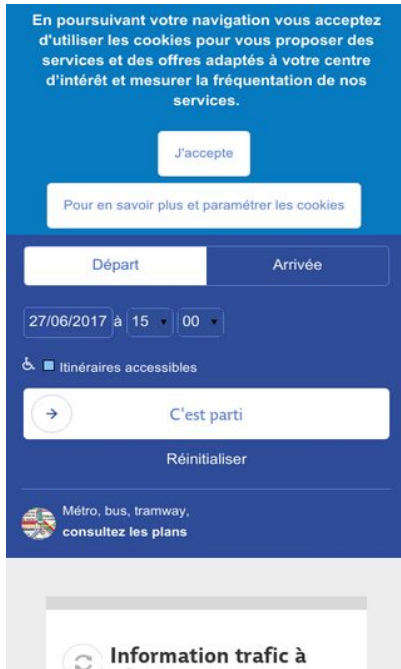 En poursuivant votre navigation vous acceptez
d'utiliser les cookies pour vous proposer des
services et des offres adaptés à votre centre
d'intérêt et mesurer la fréquentation de nos
services.
J'accepte
Pour en savoir plus et paramétrer les cookies
Départ Arrivée
27/06/2017 à 15 00
Itinéraires accessibles
C'est parti
Réinitialiser
Métro, bus, tramway,
consultez les plans
Information trafic à